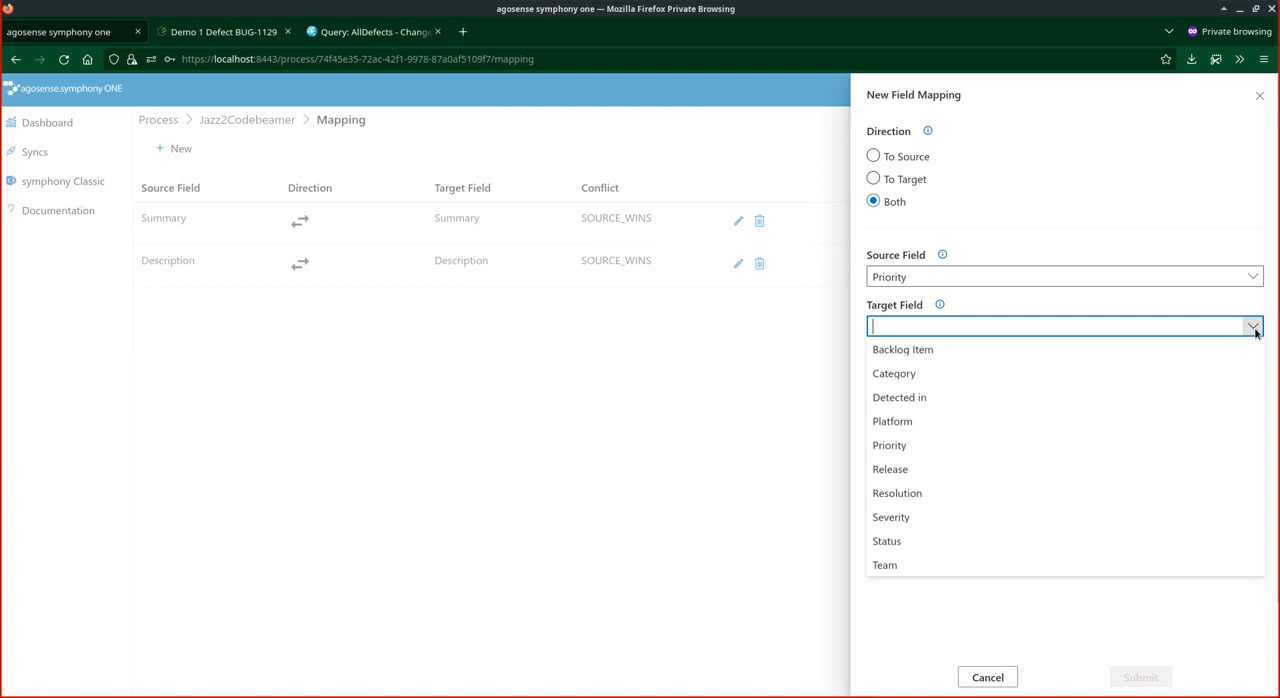 agosense symphony one — Mozilla Firefox Private Browsing
agosense symphony one
Demo 1 Defect BUG-1129
Query: AllDefects - Change
Private browsing
https://localhost:8443/process/74f45e35-72ac-42f1-9978-87a0af5109f7/mapping
agosense.symphony ONE
Dashboard
Syncs
symphony Classic
Documentation
Process > Jazz2Codebeamer > Mapping
+ New
Source Field Direction Target Field Conflict
Summary Summary SOURCE_WINS
Description Description SOURCE_WINS
New Field Mapping
Direction
To Source
To Target
Both
Source Field
Priority
Target Field
Backlog Item
Category
Detected in
Platform
Priority
Release
Resolution
Severity
Status
Team
Cancel
Submit